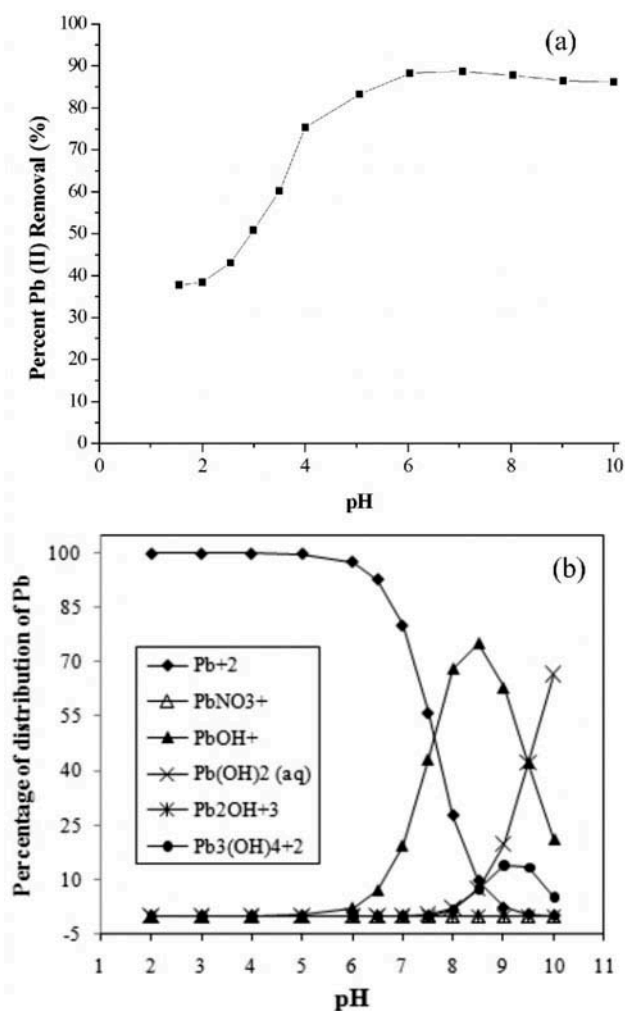 (a)
100
90
80
70
60
50
40
30
20
10
0
Percent Pb (II) Removal (%)
0 2 4 6 8 10
pH
(b)
100
85
70
55
40
25
10
-5
Percentage of distribution of Pb
Pb+2
PbNO3+
PbOH+
Pb(OH)2 (aq)
Pb2OH+3
Pb3(OH)4+2
1 2 3 4 5 6 7 8 9 10 11
pH